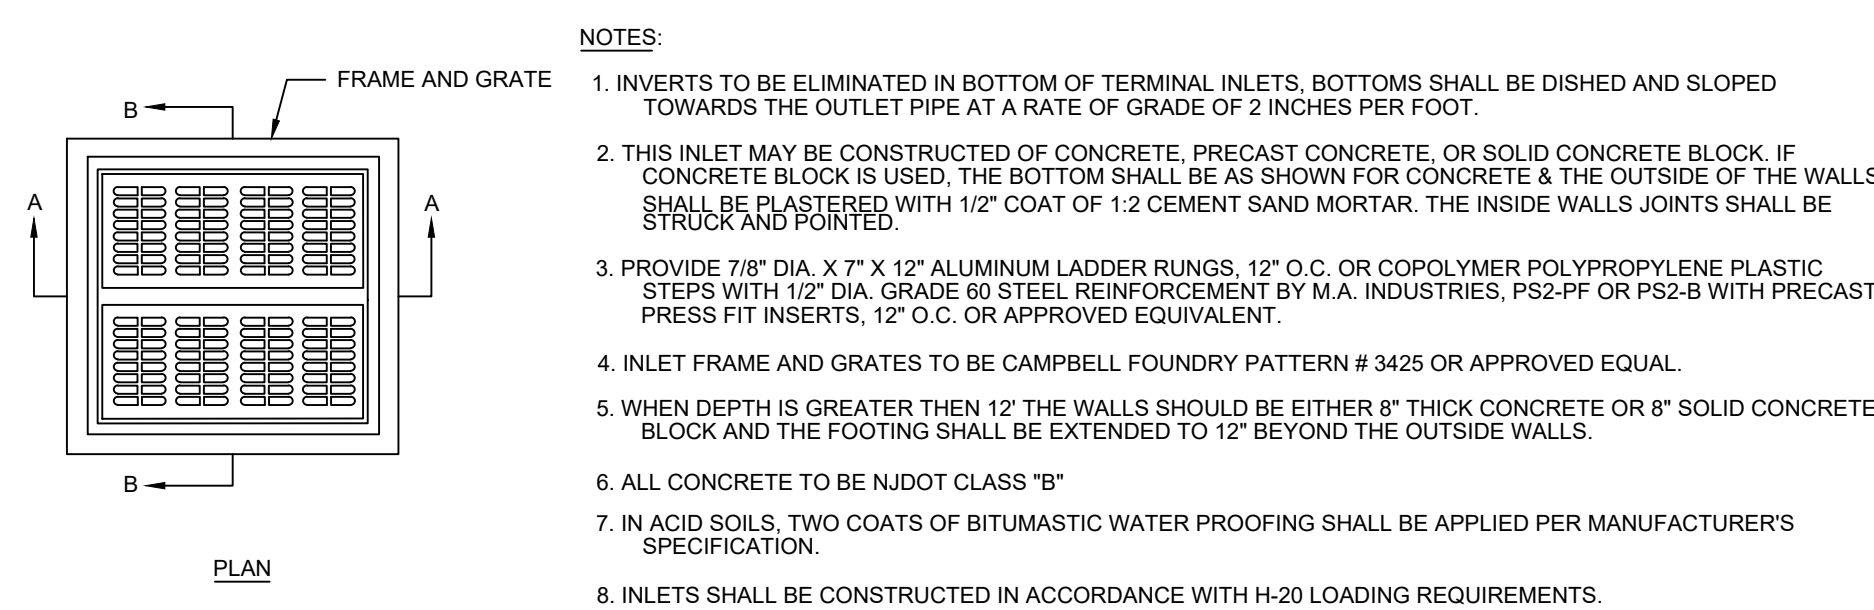 NOTES:
FRAME AND GRATE
B
A
A
B
PLAN
1. INVERTS TO BE ELIMINATED IN BOTTOM OF TERMINAL INLETS, BOTTOMS SHALL BE DISHED AND SLOPED
TOWARDS THE OUTLET PIPE AT A RATE OF GRADE OF 2 INCHES PER FOOT.
2. THIS INLET MAY BE CONSTRUCTED OF CONCRETE, PRECAST CONCRETE, OR SOLID CONCRETE BLOCK. IF
CONCRETE BLOCK IS USED, THE BOTTOM SHALL BE AS SHOWN FOR CONCRETE & THE OUTSIDE OF THE WALLS
SHALL BE PLASTERED WITH 1/2" COAT OF 1:2 CEMENT SAND MORTAR. THE INSIDE WALLS JOINTS SHALL BE
STRUCK AND POINTED.
3. PROVIDE 7/8" DIA. X 7" X 12" ALUMINUM LADDER RUNGS, 12" O.C. OR COPOLYMER POLYPROPYLENE PLASTIC
STEPS WITH 1/2" DIA. GRADE 60 STEEL REINFORCEMENT BY M.A. INDUSTRIES, PS2-PF OR PS2-B WITH PRECAST
PRESS FIT INSERTS, 12" O.C. OR APPROVED EQUIVALENT.
4. INLET FRAME AND GRATES TO BE CAMPBELL FOUNDRY PATTERN # 3425 OR APPROVED EQUAL.
5. WHEN DEPTH IS GREATER THEN 12' THE WALLS SHOULD BE EITHER 8" THICK CONCRETE OR 8" SOLID CONCRETE
BLOCK AND THE FOOTING SHALL BE EXTENDED TO 12" BEYOND THE OUTSIDE WALLS.
6. ALL CONCRETE TO BE NJDOT CLASS "B"
7. IN ACID SOILS, TWO COATS OF BITUMASTIC WATER PROOFING SHALL BE APPLIED PER MANUFACTURER'S
SPECIFICATION.
8. INLETS SHALL BE CONSTRUCTED IN ACCORDANCE WITH H-20 LOADING REQUIREMENTS.